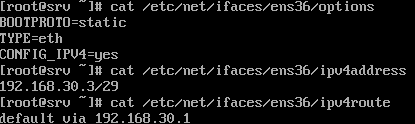 [root@srv ~]# cat /etc/net/ifaces/ens36/options
BOOTPROTO=static
TYPE=eth
CONFIG_IPV4=yes
[root@srv ~]# cat /etc/net/ifaces/ens36/ipv4address
192.168.30.3/29
[root@srv ~]# cat /etc/net/ifaces/ens36/ipv4route
default via 192.168.30.1